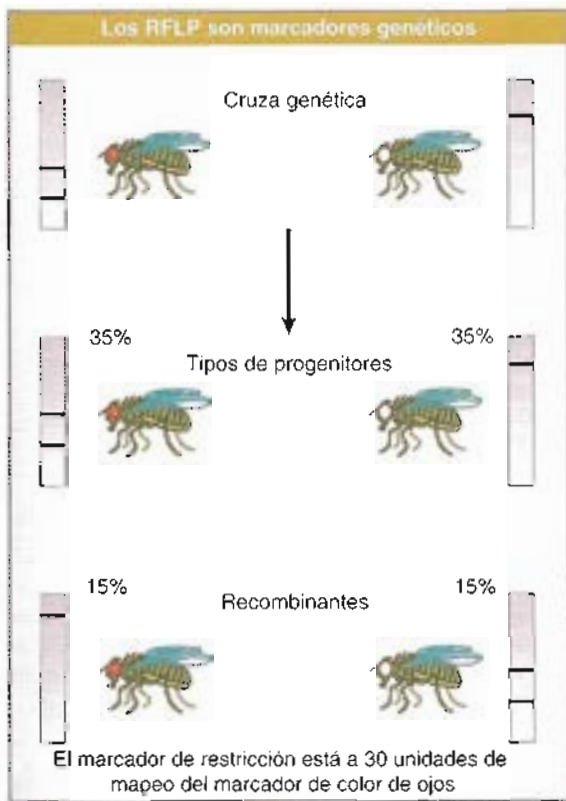 Los RFLP son marcadores genéticos
Cruza genética
35%
35%
Tipos de progenitores
15%
15%
Recombinantes
El marcador de restricción está a 30 unidades de
mapeo del marcador de color de ojos